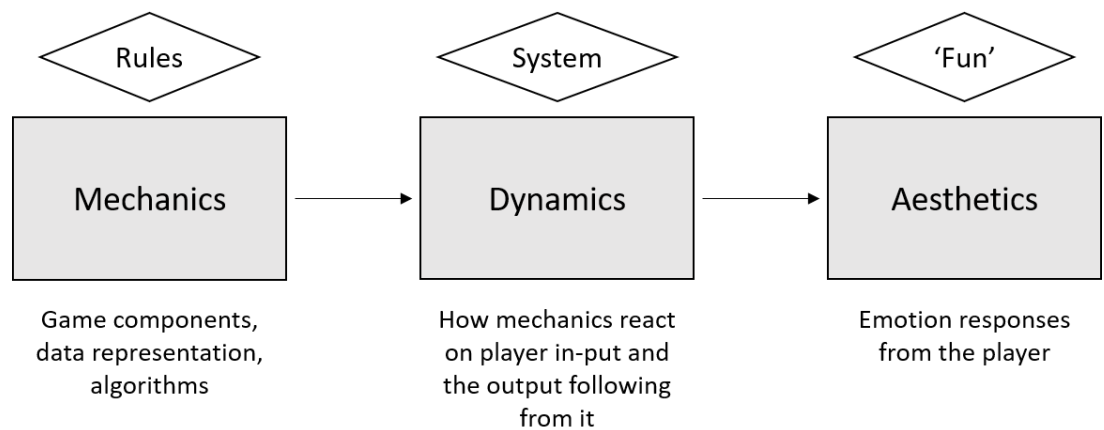 Rules
System
‘Fun’
Mechanics
Dynamics
Aesthetics
Game components,
data representation,
algorithms
How mechanics react
on player in-put and
the output following
from it
Emotion responses
from the player